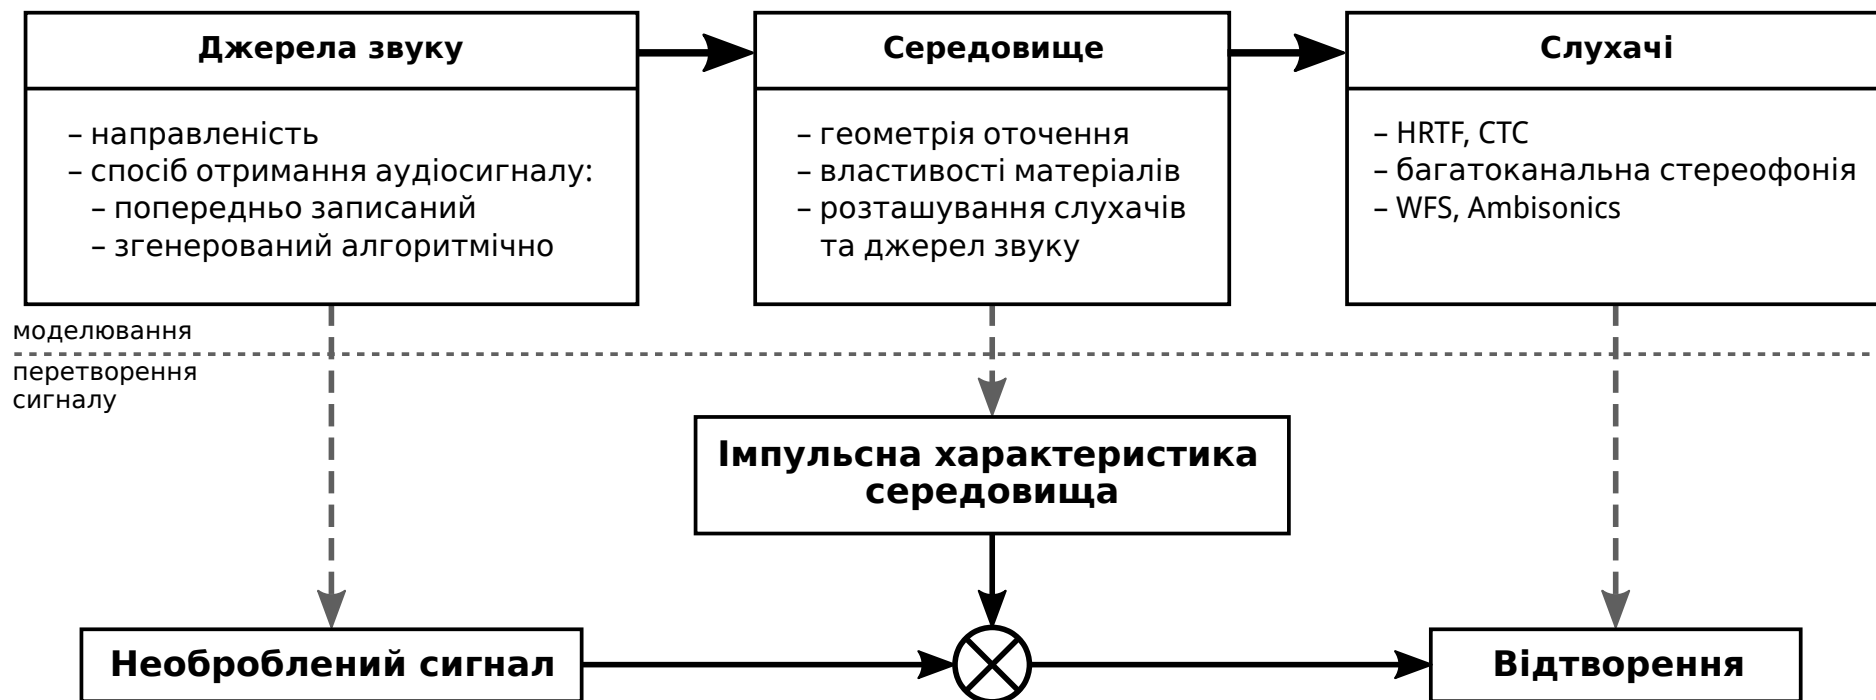 Джерела звуку
– направленість
– спосіб отримання аудіосигналу:
– попередньо записаний
– згенерований алгоритмічно
Середовище
– геометрія оточення
– властивості матеріалів
– розташування слухачів
та джерел звуку
Слухачі
– HRTF, CTC
– багатоканальна стереофонія
– WFS, Ambisonics
моделювання
перетворення
сигналу
Імпульсна характеристика
середовища
Необроблений сигнал
Відтворення